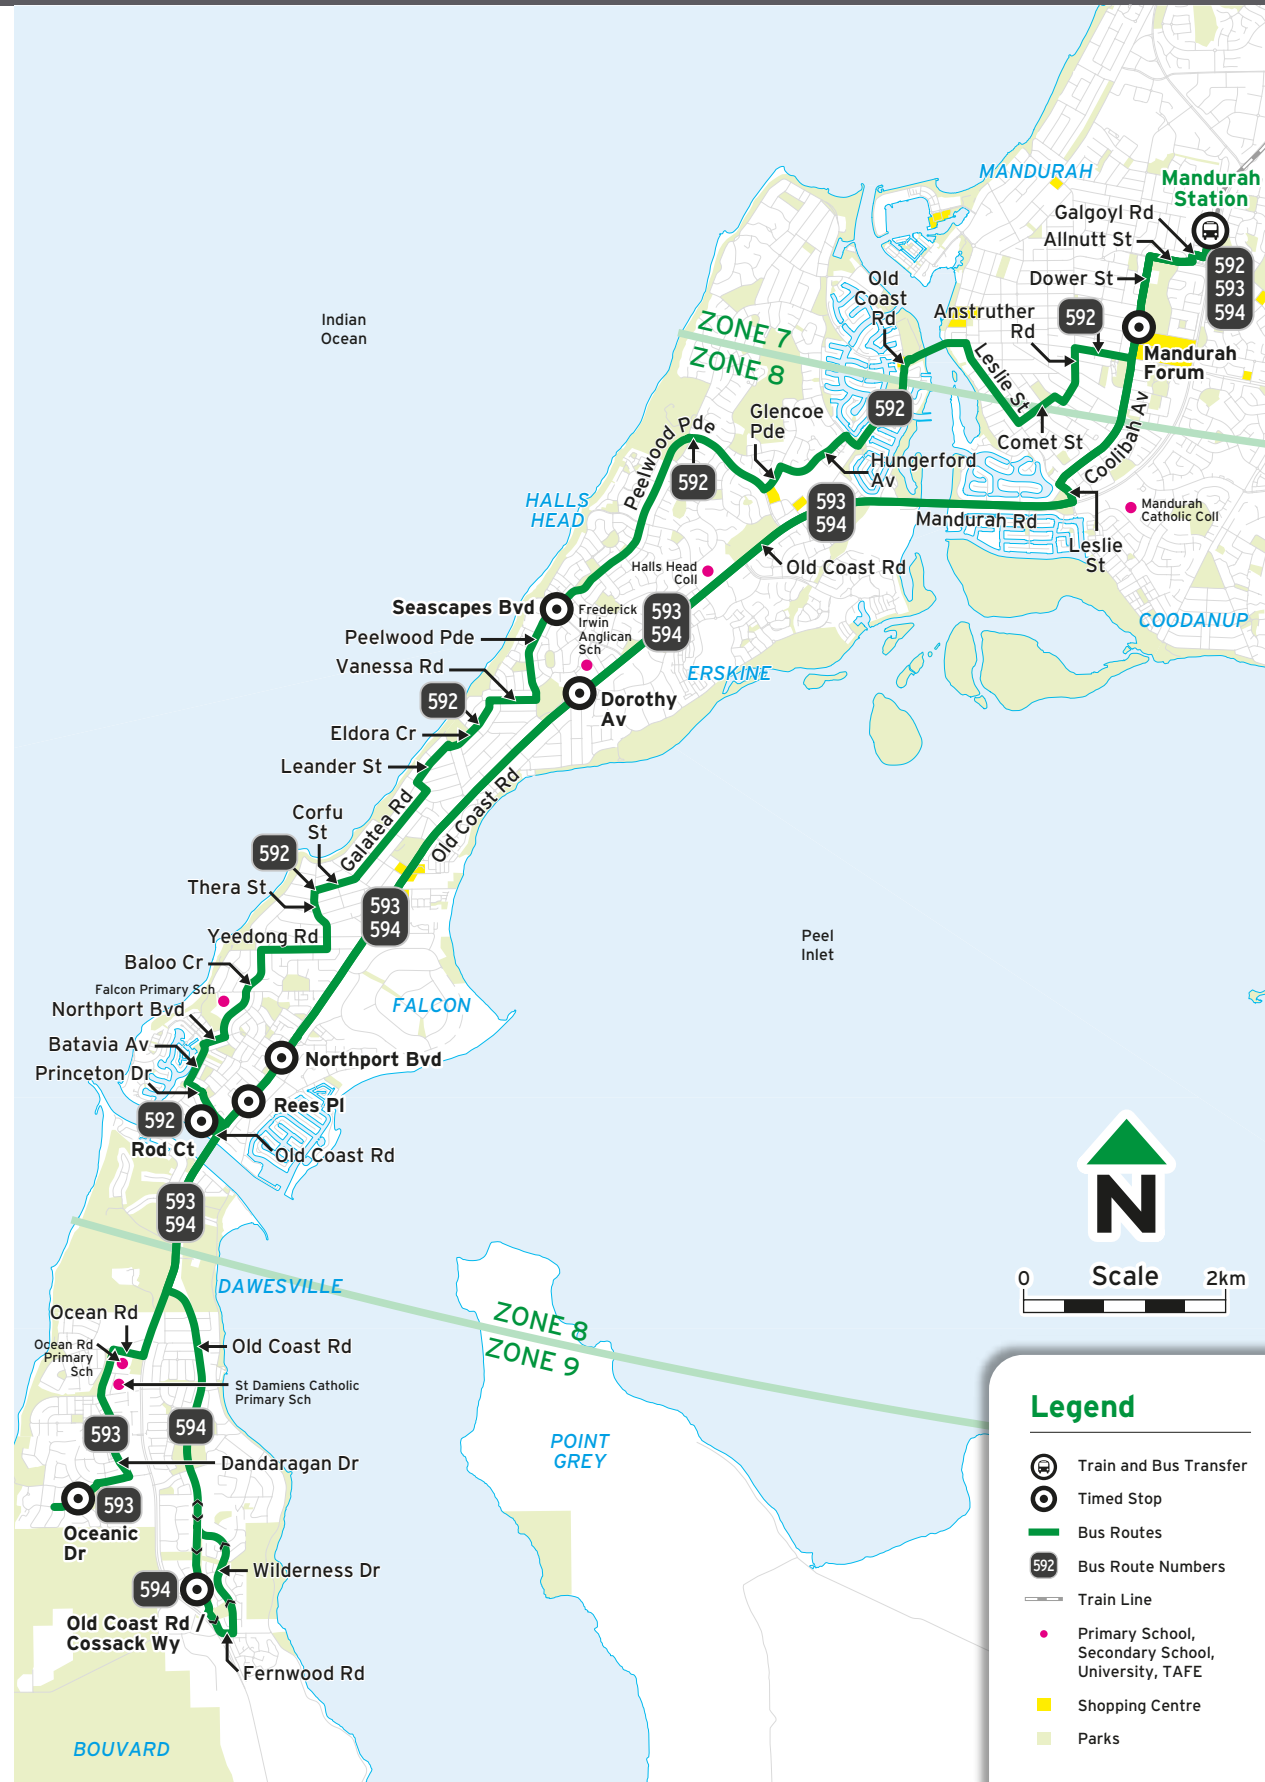 MANDURAH
Mandurah
Station
Galgoyl Rd
Allnutt St
Dower St
592
593
594
Old
Coast
Rd
Anstruther
Rd
592
Indian
Ocean
ZONE 7
ZONE 8
Leslie St
Mandurah
Forum
592
Glencoe
Pde
Comet St
Coolibah Av
Peelwood Pde
592
Hungerford
Av
HALLS
HEAD
593
594
Mandurah Rd
Mandurah
Catholic Coll
Leslie
St
Halls Head
Coll
Old Coast Rd
Seascapes Bvd
Frederick
Irwin
Anglican
Sch
593
594
COODANUP
Peelwood Pde
Vanessa Rd
ERSKINE
592
Dorothy
Av
Eldora Cr
Leander St
Galatea Rd
Old Coast Rd
Corfu
St
592
Thera St
593
594
Yeedong Rd
Peel
Inlet
Baloo Cr
Falcon Primary Sch
Northport Bvd
FALCON
Batavia Av
Northport Bvd
Princeton Dr
Rees Pl
592
Rod Ct
Old Coast Rd
593
594
N
Scale
0
2km
DAWESVILLE
Ocean Rd
ZONE 8
ZONE 9
Ocean Rd
Primary
Sch
Old Coast Rd
St Damiens Catholic
Primary Sch
593
594
POINT
GREY
Dandaragan Dr
593
Oceanic
Dr
Wilderness Dr
594
Old Coast Rd /
Cossack Wy
Fernwood Rd
BOUVARD
Legend
Train and Bus Transfer
Timed Stop
Bus Routes
592
Bus Route Numbers
Train Line
Primary School,
Secondary School,
University, TAFE
Shopping Centre
Parks